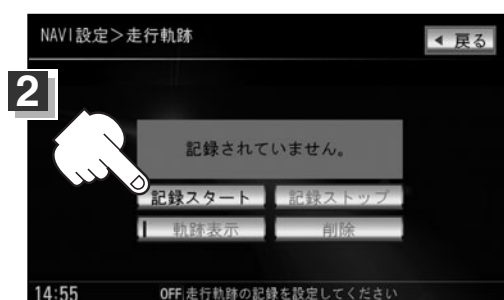 NAVI設定＞走行軌跡
◀ 戻る
2
記録されていません。
記録スタート 記録ストップ
軌跡表示 削除
14:55 OFF 走行軌跡の記録を設定してください